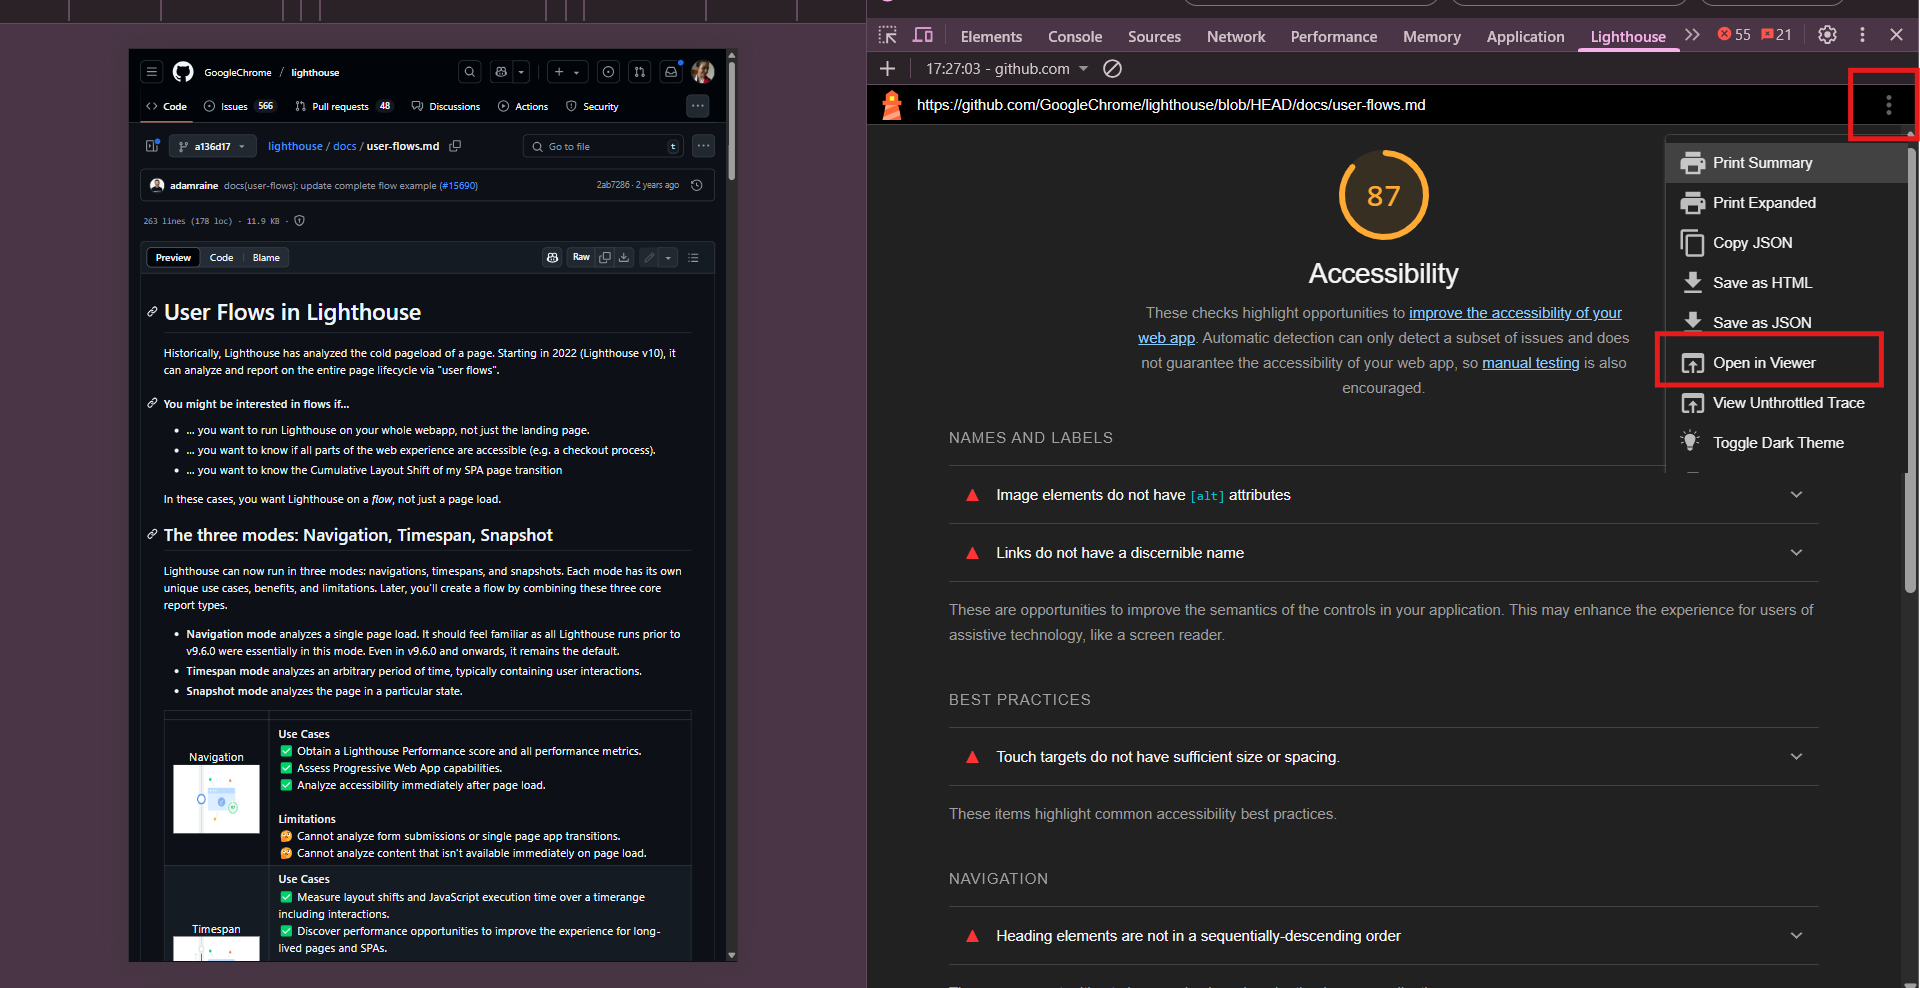 GoogleChrome / lighthouse
Code Issues 566 Pull requests 48 Discussions Actions Security
a136d17 lighthouse / docs / user-flows.md Go to file t
adamraine docs(user-flows): update complete flow example (#15690) 2ab7286 · 2 years ago
263 lines (178 loc) · 11.9 KB ·
Preview Code Blame Raw
User Flows in Lighthouse
Historically, Lighthouse has analyzed the cold pageload of a page. Starting in 2022 (Lighthouse v10), it
can analyze and report on the entire page lifecycle via "user flows".
You might be interested in flows if...
• ... you want to run Lighthouse on your whole webapp, not just the landing page.
• ... you want to know if all parts of the web experience are accessible (e.g. a checkout process).
• ... you want to know the Cumulative Layout Shift of my SPA page transition
In these cases, you want Lighthouse on a flow, not just a page load.
The three modes: Navigation, Timespan, Snapshot
Lighthouse can now run in three modes: navigations, timespans, and snapshots. Each mode has its own
unique use cases, benefits, and limitations. Later, you'll create a flow by combining these three core
report types.
• Navigation mode analyzes a single page load. It should feel familiar as all Lighthouse runs prior to
v9.6.0 were essentially in this mode. Even in v9.6.0 and onwards, it remains the default.
• Timespan mode analyzes an arbitrary period of time, typically containing user interactions.
• Snapshot mode analyzes the page in a particular state.
Navigation
Use Cases
✅ Obtain a Lighthouse Performance score and all performance metrics.
✅ Assess Progressive Web App capabilities.
✅ Analyze accessibility immediately after page load.
Limitations
🤔 Cannot analyze form submissions or single page app transitions.
🤔 Cannot analyze content that isn't available immediately on page load.
Timespan
Use Cases
✅ Measure layout shifts and JavaScript execution time over a timerange
including interactions.
✅ Discover performance opportunities to improve the experience for long-
lived pages and SPAs.
Elements Console Sources Network Performance Memory Application Lighthouse 55 21
17:27:03 - github.com
https://github.com/GoogleChrome/lighthouse/blob/HEAD/docs/user-flows.md
87
Accessibility
These checks highlight opportunities to improve the accessibility of your
web app. Automatic detection can only detect a subset of issues and does
not guarantee the accessibility of your web app, so manual testing is also
encouraged.
Print Summary
Print Expanded
Copy JSON
Save as HTML
Save as JSON
Open in Viewer
View Unthrottled Trace
Toggle Dark Theme
NAMES AND LABELS
Image elements do not have [alt] attributes
Links do not have a discernible name
These are opportunities to improve the semantics of the controls in your application. This may enhance the experience for users of
assistive technology, like a screen reader.
BEST PRACTICES
Touch targets do not have sufficient size or spacing.
These items highlight common accessibility best practices.
NAVIGATION
Heading elements are not in a sequentially-descending order